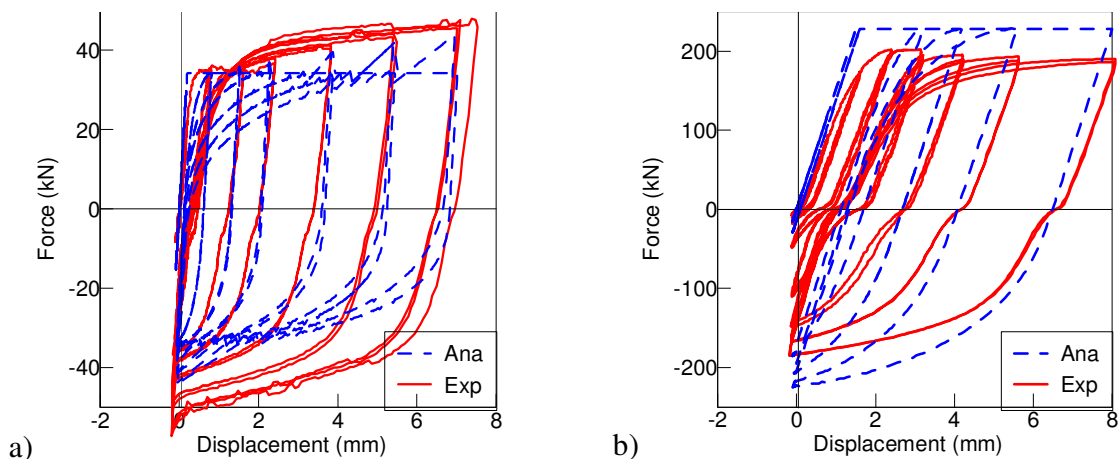 40
20
0
-20
-40
-2
0
2
4
6
8
Force (kN)
Displacement (mm)
Ana
Exp
a)
200
100
0
-100
-200
-2
0
2
4
6
8
Force (kN)
Displacement (mm)
Ana
Exp
b)